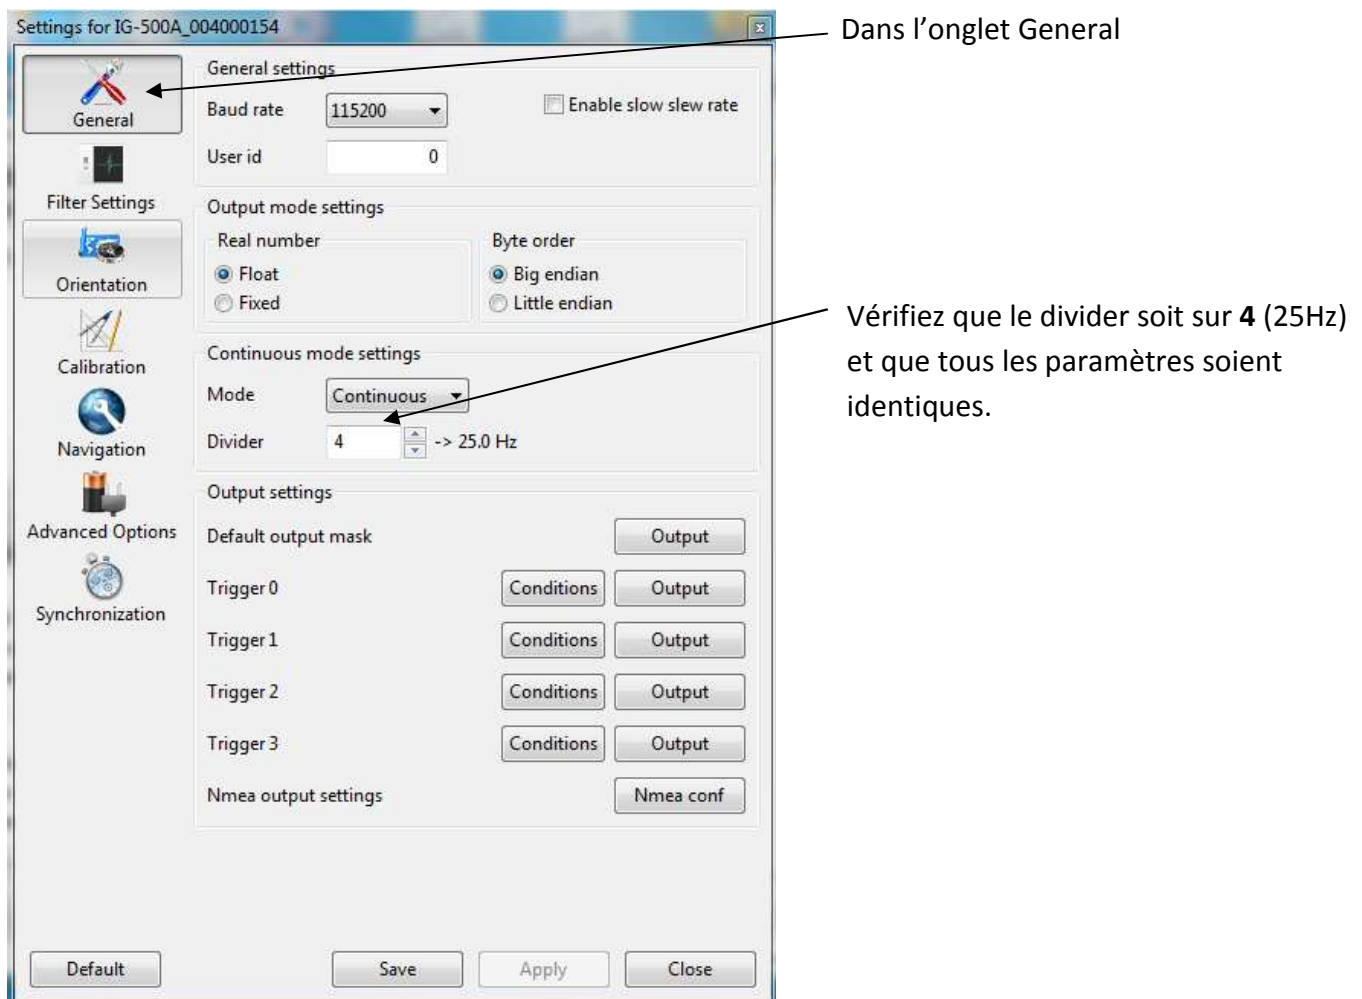 Settings for IG-500A_004000154
Dans l’onglet General
General
Filter Settings
Orientation
Calibration
Navigation
Advanced Options
Synchronization
General settings
Baud rate 115200 Enable slow slew rate
User id 0
Output mode settings
Real number
Float
Fixed
Byte order
Big endian
Little endian
Continuous mode settings
Mode Continuous
Divider 4 -> 25.0 Hz
Output settings
Default output mask Output
Trigger 0 Conditions Output
Trigger 1 Conditions Output
Trigger 2 Conditions Output
Trigger 3 Conditions Output
Nmea output settings Nmea conf
Default Save Apply Close
Vérifiez que le divider soit sur 4 (25Hz)
et que tous les paramètres soient
identiques.